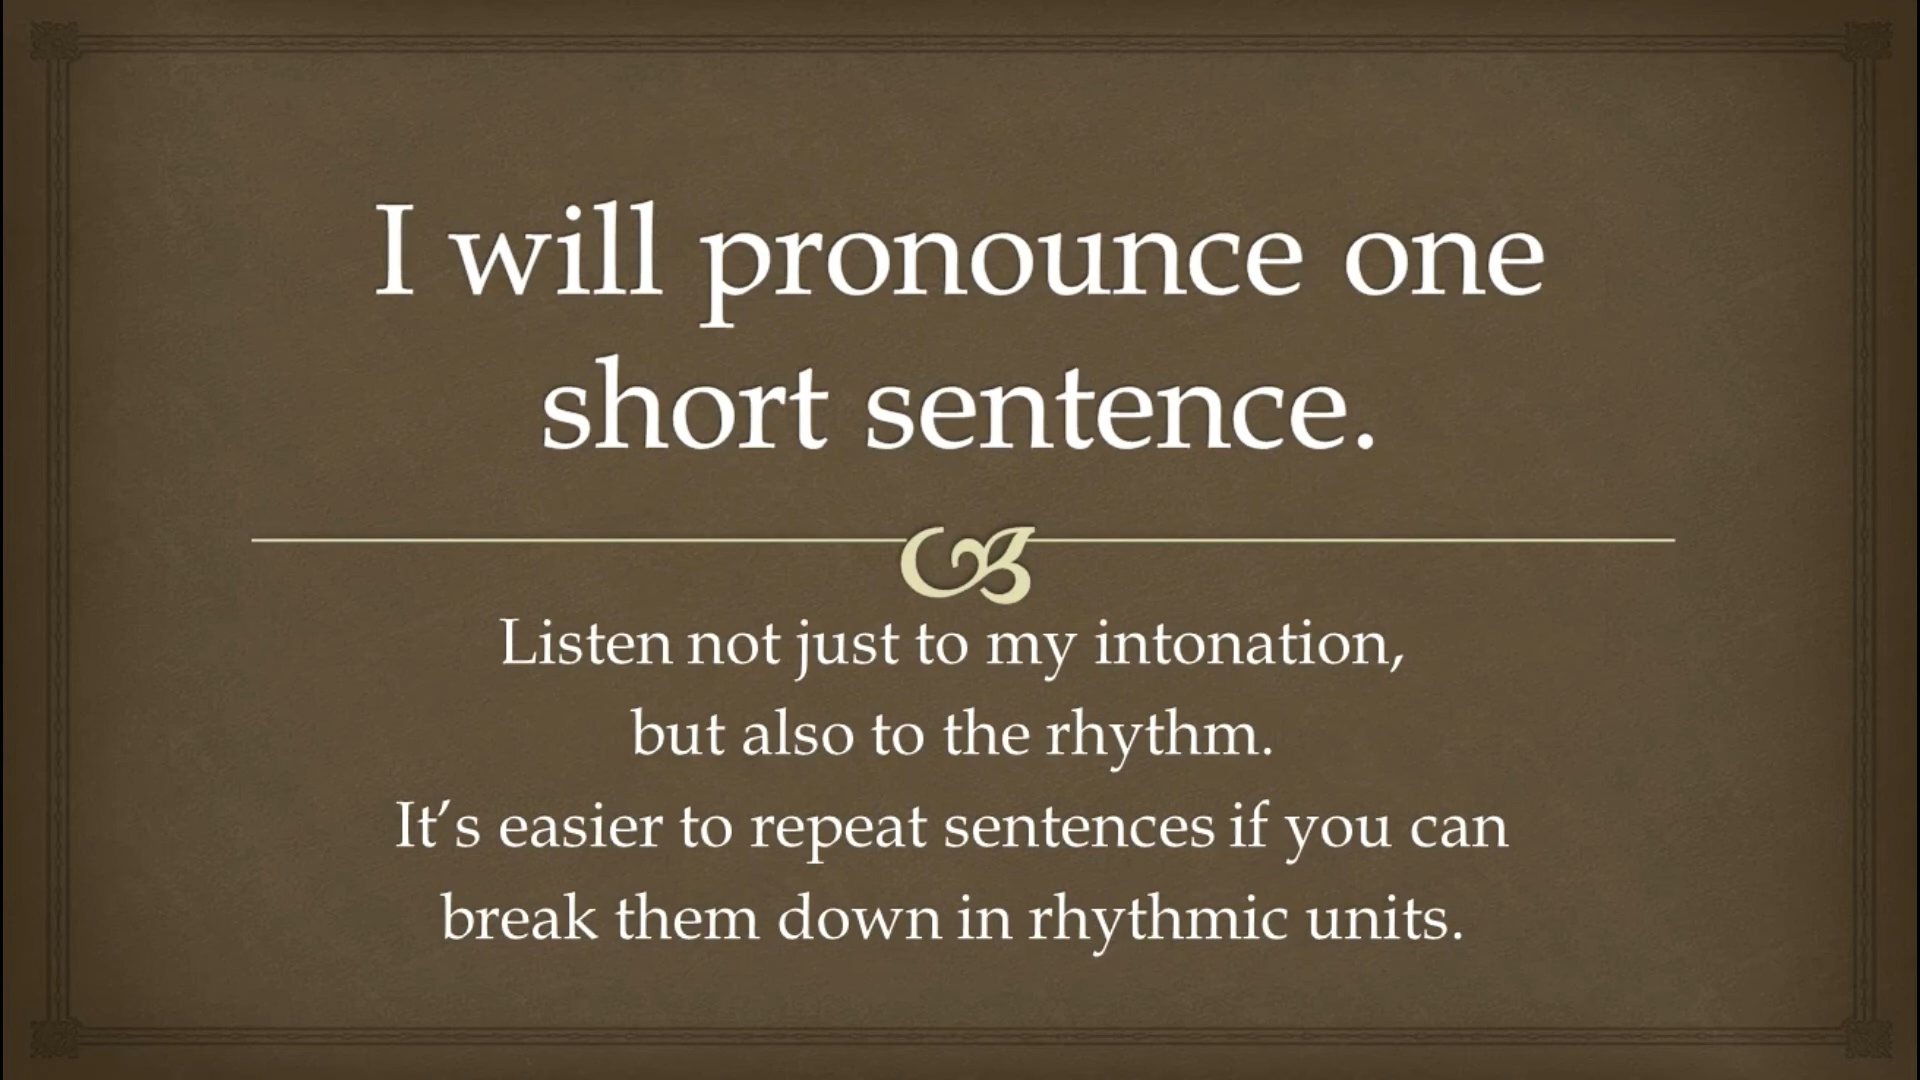 I will pronounce one
short sentence.
Listen not just to my intonation,
but also to the rhythm.
It’s easier to repeat sentences if you can
break them down in rhythmic units.